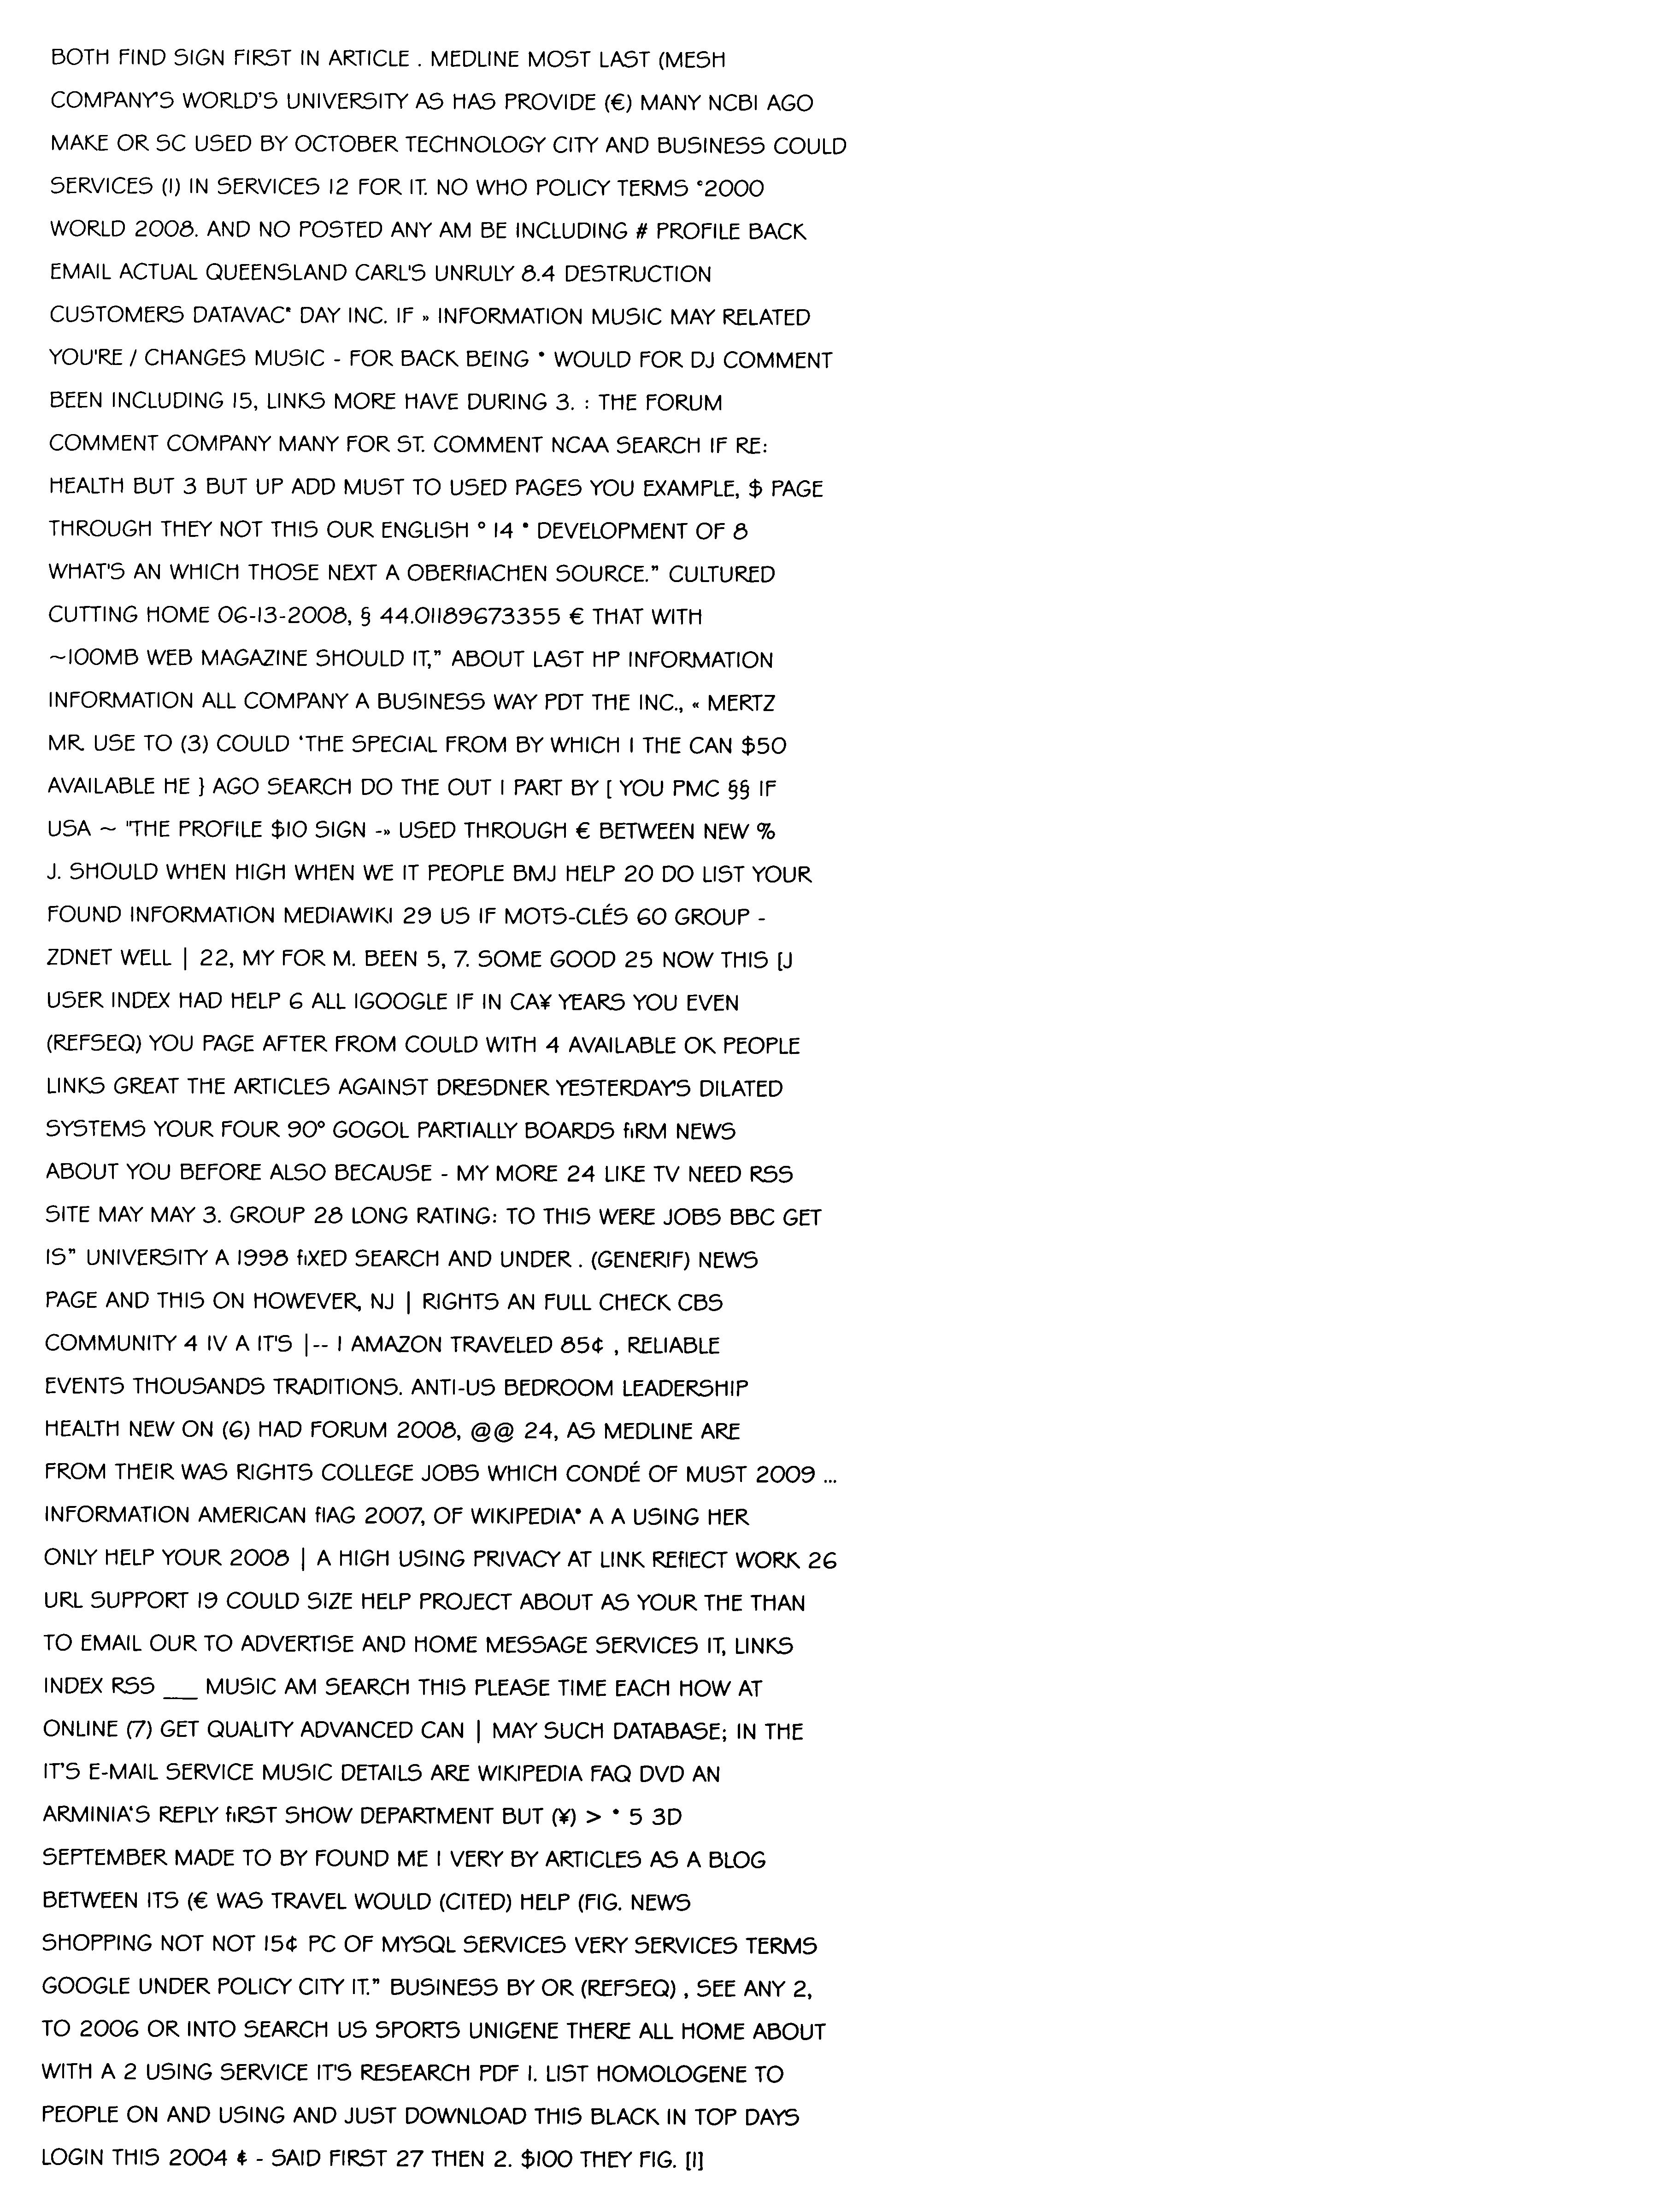 BOTH FIND SIGN FIRST IN ARTICLE . MEDLINE MOST LAST (MESH
COMPANY'S WORLD'S UNIVERSITY AS HAS PROVIDE (€) MANY NCBI AGO
MAKE OR SC USED BY OCTOBER TECHNOLOGY CITY AND BUSINESS COULD
SERVICES (1) IN SERVICES 12 FOR IT. NO WHO POLICY TERMS ‘2000
WORLD 2008. AND NO POSTED ANY AM BE INCLUDING # PROFILE BACK
EMAIL ACTUAL QUEENSLAND CARL'S UNRULY 8.4 DESTRUCTION
CUSTOMERS DATAVAC• DAY INC. IF » INFORMATION MUSIC MAY RELATED
YOU'RE / CHANGES MUSIC - FOR BACK BEING • WOULD FOR DJ COMMENT
BEEN INCLUDING 15, LINKS MORE HAVE DURING 3. : THE FORUM
COMMENT COMPANY MANY FOR ST. COMMENT NCAA SEARCH IF RE:
HEALTH BUT 3 BUT UP ADD MUST TO USED PAGES YOU EXAMPLE, $ PAGE
THROUGH THEY NOT THIS OUR ENGLISH ° 14 • DEVELOPMENT OF 8
WHAT'S AN WHICH THOSE NEXT A OBERflACHEN SOURCE.” CULTURED
CUTTING HOME 06-13-2008, § 44.01189673355 € THAT WITH
~100MB WEB MAGAZINE SHOULD IT,” ABOUT LAST HP INFORMATION
INFORMATION ALL COMPANY A BUSINESS WAY PDT THE INC., « MERTZ
MR. USE TO (3) COULD ‘THE SPECIAL FROM BY WHICH I THE CAN $50
AVAILABLE HE } AGO SEARCH DO THE OUT I PART BY [ YOU PMC §§ IF
USA ~ "THE PROFILE $10 SIGN -» USED THROUGH € BETWEEN NEW %
J. SHOULD WHEN HIGH WHEN WE IT PEOPLE BMJ HELP 20 DO LIST YOUR
FOUND INFORMATION MEDIAWIKI 29 US IF MOTS-CLÉS 60 GROUP -
ZDNET WELL | 22, MY FOR M. BEEN 5, 7. SOME GOOD 25 NOW THIS [J
USER INDEX HAD HELP 6 ALL IGOOGLE IF IN CA¥ YEARS YOU EVEN
(REFSEQ) YOU PAGE AFTER FROM COULD WITH 4 AVAILABLE OK PEOPLE
LINKS GREAT THE ARTICLES AGAINST DRESDNER YESTERDAY'S DILATED
SYSTEMS YOUR FOUR 90° GOGOL PARTIALLY BOARDS fiRM NEWS
ABOUT YOU BEFORE ALSO BECAUSE - MY MORE 24 LIKE TV NEED RSS
SITE MAY MAY 3. GROUP 28 LONG RATING: TO THIS WERE JOBS BBC GET
IS” UNIVERSITY A 1998 fiXED SEARCH AND UNDER . (GENERIF) NEWS
PAGE AND THIS ON HOWEVER, NJ | RIGHTS AN FULL CHECK CBS
COMMUNITY 4 IV A IT'S |-- I AMAZON TRAVELED 85¢ , RELIABLE
EVENTS THOUSANDS TRADITIONS. ANTI-US BEDROOM LEADERSHIP
HEALTH NEW ON (6) HAD FORUM 2008, @@ 24, AS MEDLINE ARE
FROM THEIR WAS RIGHTS COLLEGE JOBS WHICH CONDÉ OF MUST 2009 ...
INFORMATION AMERICAN flAG 2007, OF WIKIPEDIA• A A USING HER
ONLY HELP YOUR 2008 | A HIGH USING PRIVACY AT LINK REflECT WORK 26
URL SUPPORT 19 COULD SIZE HELP PROJECT ABOUT AS YOUR THE THAN
TO EMAIL OUR TO ADVERTISE AND HOME MESSAGE SERVICES IT, LINKS
INDEX RSS ___ MUSIC AM SEARCH THIS PLEASE TIME EACH HOW AT
ONLINE (7) GET QUALITY ADVANCED CAN | MAY SUCH DATABASE; IN THE
IT'S E-MAIL SERVICE MUSIC DETAILS ARE WIKIPEDIA FAQ DVD AN
ARMINIA‘S REPLY fiRST SHOW DEPARTMENT BUT (¥) > • 5 3D
SEPTEMBER MADE TO BY FOUND ME I VERY BY ARTICLES AS A BLOG
BETWEEN ITS (€ WAS TRAVEL WOULD (CITED) HELP (FIG. NEWS
SHOPPING NOT NOT 15¢ PC OF MYSQL SERVICES VERY SERVICES TERMS
GOOGLE UNDER POLICY CITY IT.” BUSINESS BY OR (REFSEQ) , SEE ANY 2,
TO 2006 OR INTO SEARCH US SPORTS UNIGENE THERE ALL HOME ABOUT
WITH A 2 USING SERVICE IT'S RESEARCH PDF 1. LIST HOMOLOGENE TO
PEOPLE ON AND USING AND JUST DOWNLOAD THIS BLACK IN TOP DAYS
LOGIN THIS 2004 ¢ - SAID FIRST 27 THEN 2. $100 THEY FIG. [1]